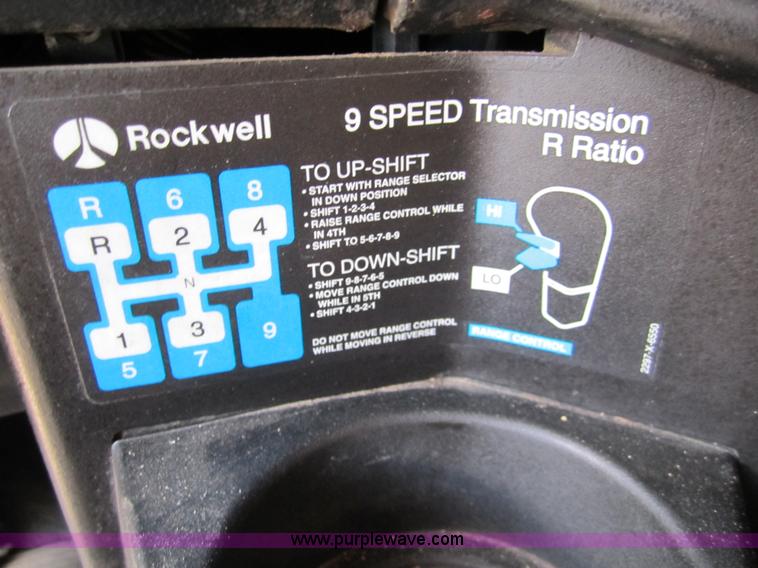 Rockwell
9 SPEED Transmission
R Ratio
R 6 8
R 2 4
N
1 3 9
5 7
TO UP-SHIFT
• START WITH RANGE SELECTOR
IN DOWN POSITION
• SHIFT 1-2-3-4
• RAISE RANGE CONTROL WHILE
IN 4TH
• SHIFT TO 5-6-7-8-9
TO DOWN-SHIFT
• SHIFT 9-8-7-6-5
• MOVE RANGE CONTROL DOWN
WHILE IN 5TH
• SHIFT 4-3-2-1
DO NOT MOVE RANGE CONTROL
WHILE MOVING IN REVERSE
HI
LO
RANGE CONTROL
2297-X-6550
www.purplewave.com